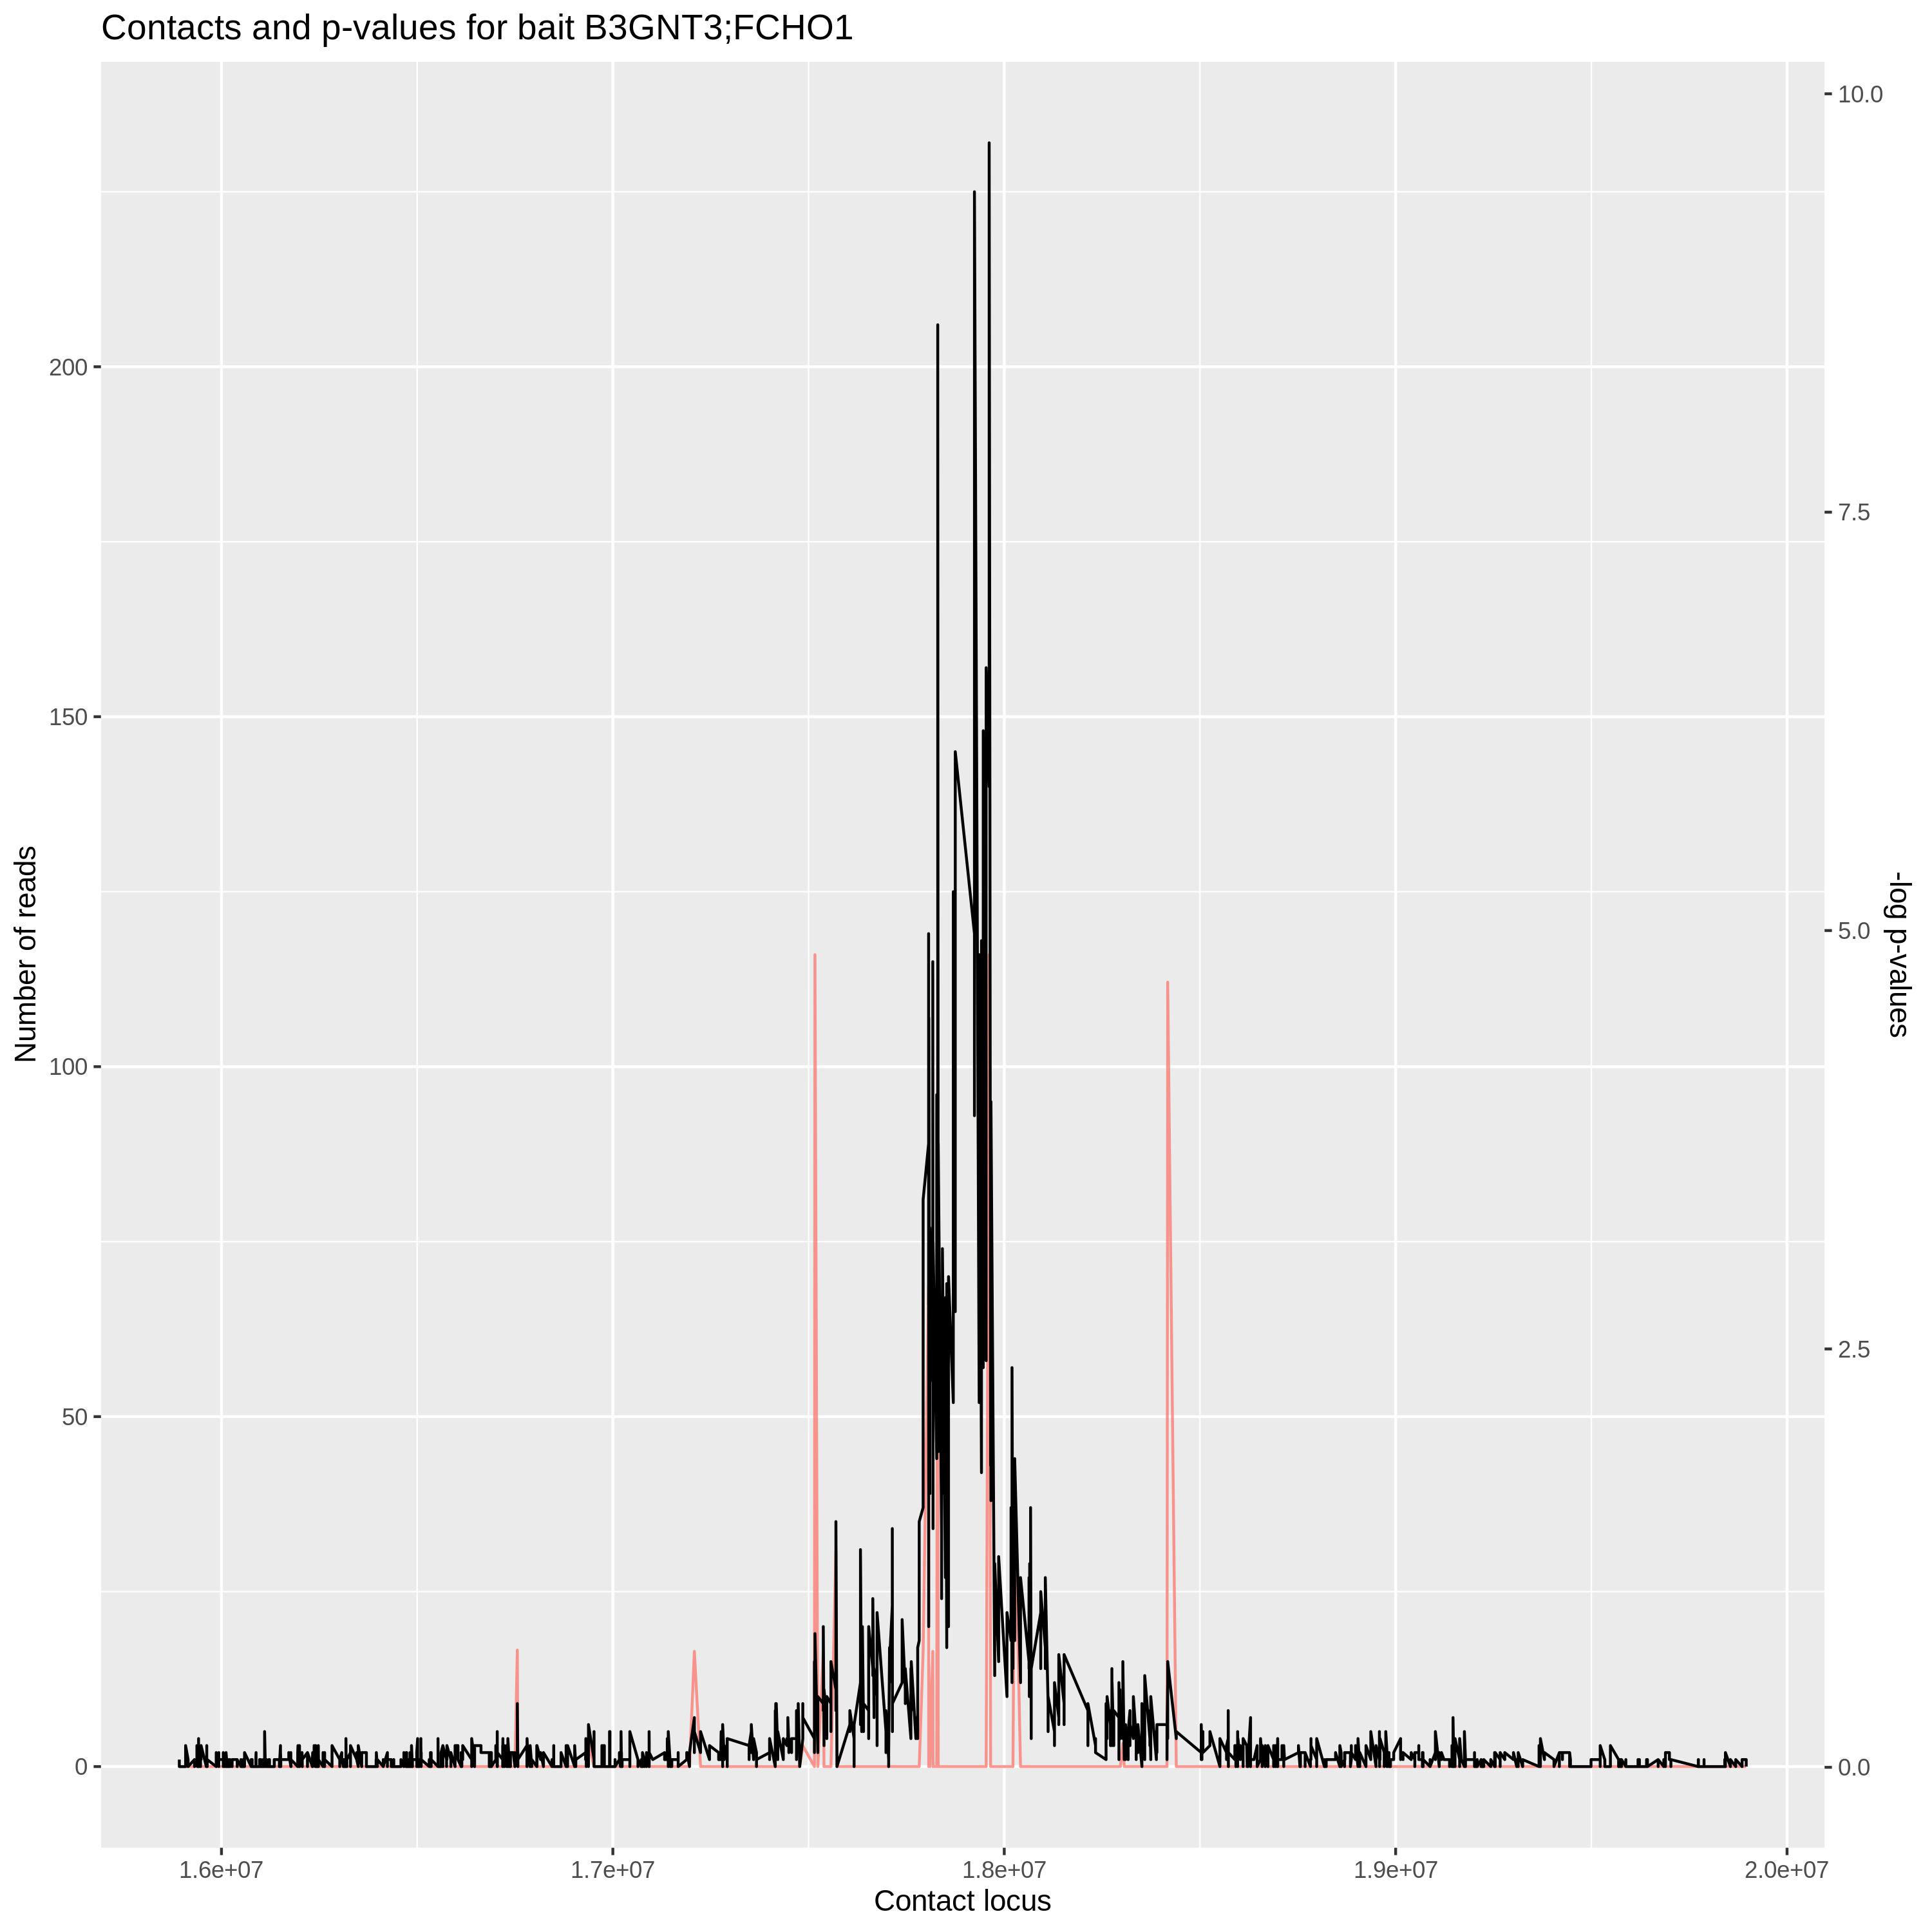 Contacts and p-values for bait B3GNT3;FCHO1
10.0
7.5
5.0
2.5
0.0
200
150
100
50
0
Number of reads
-log p-values
1.6e+07 1.7e+07 1.8e+07 1.9e+07 2.0e+07
Contact locus